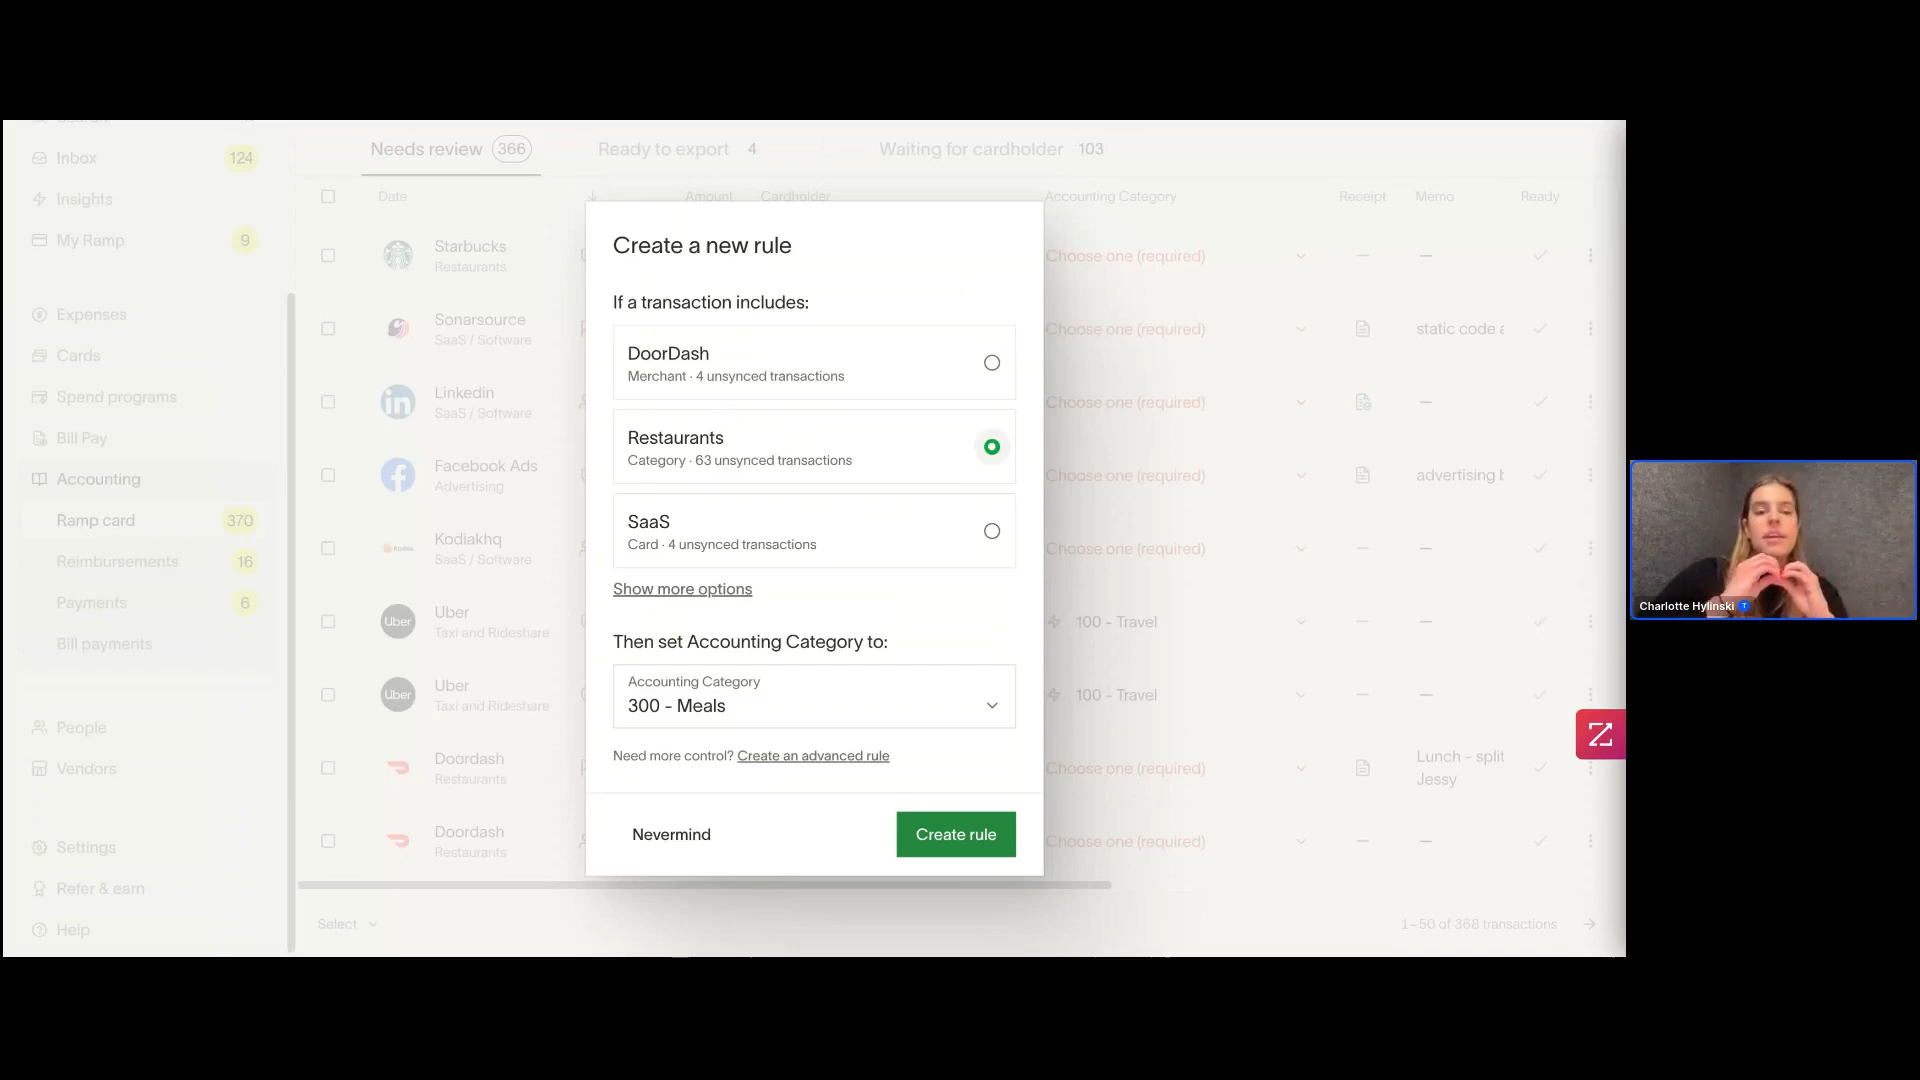 Inbox 124
Insights
My Ramp 9
Expenses
Cards
Spend programs
Bill Pay
Accounting
Ramp card 370
Reimbursements 16
Payments 6
Bill payments
People
Vendors
Settings
Refer & earn
Help
Needs review 366 Ready to export 4 Waiting for cardholder 103
Date Amount Cardholder Accounting Category Receipt Memo Ready
Starbucks
Restaurants
Choose one (required) — —
Sonarsource
SaaS / Software
Choose one (required) static code a
Linkedin
SaaS / Software
Choose one (required) —
Facebook Ads
Advertising
Choose one (required) advertising b
Kodiakhq
SaaS / Software
Choose one (required) — —
Uber
Uber
Taxi and Rideshare
100 - Travel — —
Uber
Uber
Taxi and Rideshare
100 - Travel — —
Doordash
Restaurants
Choose one (required) Lunch - split
Jessy
Doordash
Restaurants
Choose one (required) — —
Select
1–50 of 368 transactions
Create a new rule
If a transaction includes:
DoorDash
Merchant · 4 unsynced transactions
Restaurants
Category · 63 unsynced transactions
SaaS
Card · 4 unsynced transactions
Show more options
Then set Accounting Category to:
Accounting Category
300 - Meals
Need more control? Create an advanced rule
Nevermind Create rule
Charlotte Hylinski T